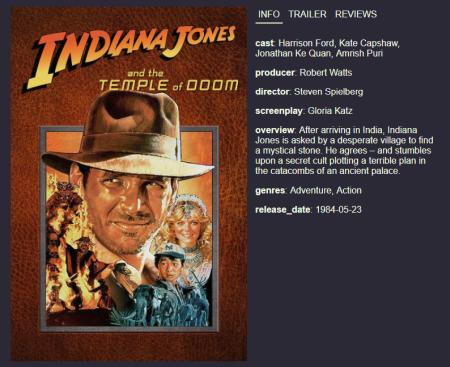 INDIANA JONES
and the
TEMPLE of DOOM
INFO TRAILER REVIEWS
cast: Harrison Ford, Kate Capshaw,
Jonathan Ke Quan, Amrish Puri
producer: Robert Watts
director: Steven Spielberg
screenplay: Gloria Katz
overview: After arriving in India, Indiana
Jones is asked by a desperate village to find
a mystical stone. He agrees – and stumbles
upon a secret cult plotting a terrible plan in
the catacombs of an ancient palace.
genres: Adventure, Action
release_date: 1984-05-23